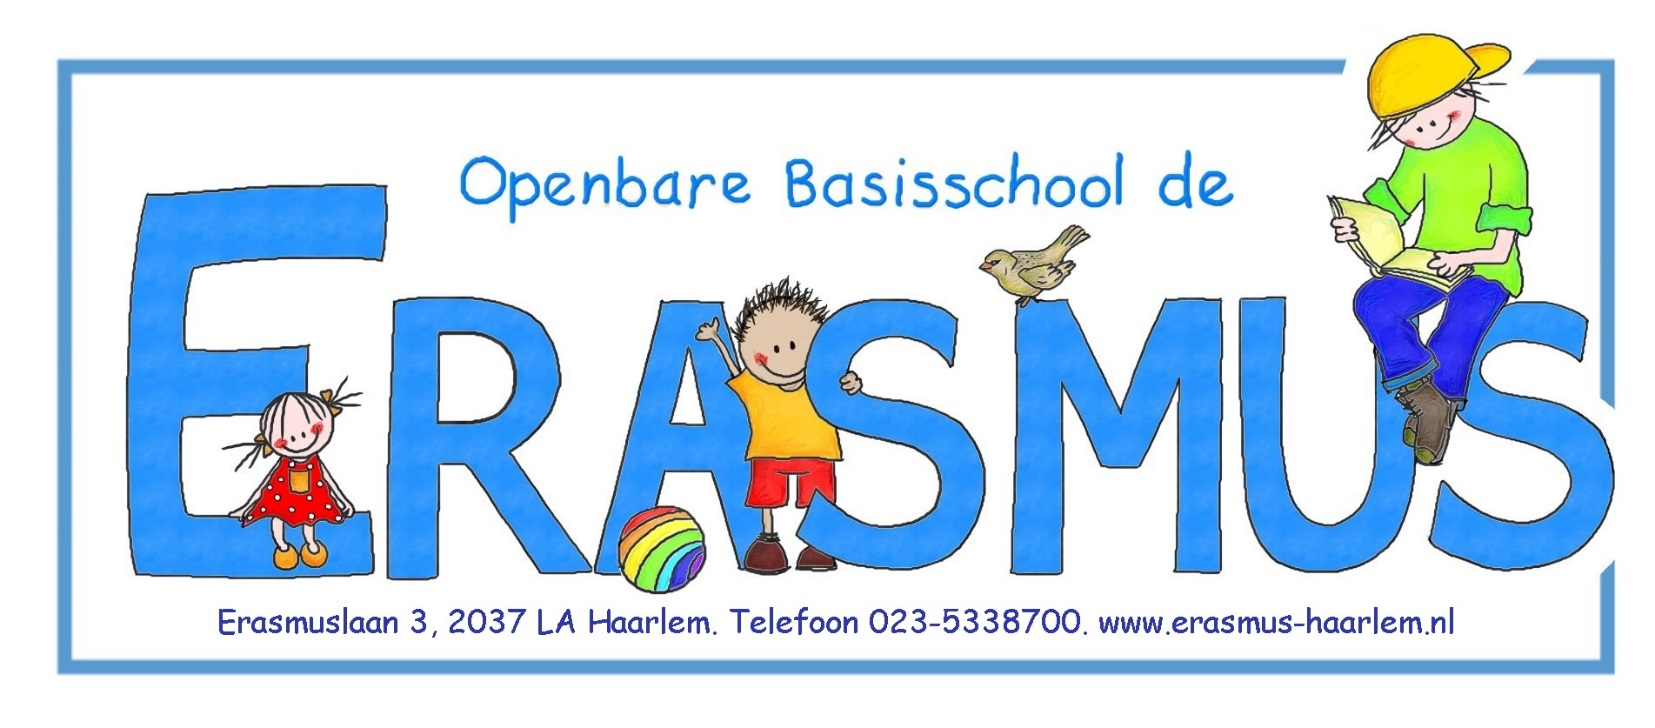 Openbare Basisschool de
ERASMUS
Erasmuslaan 3, 2037 LA Haarlem. Telefoon 023-5338700. www.erasmus-haarlem.nl